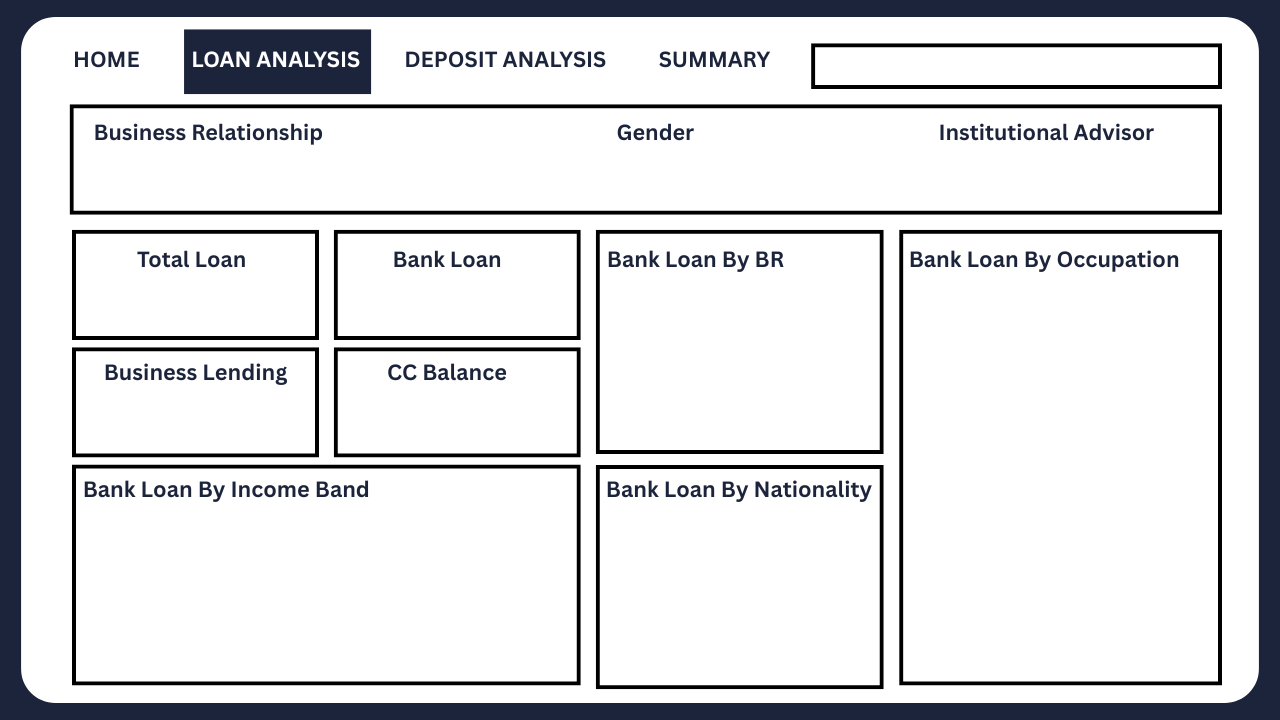 HOME LOAN ANALYSIS DEPOSIT ANALYSIS SUMMARY
Business Relationship Gender Institutional Advisor
Total Loan Bank Loan Bank Loan By BR Bank Loan By Occupation
Business Lending CC Balance
Bank Loan By Income Band Bank Loan By Nationality